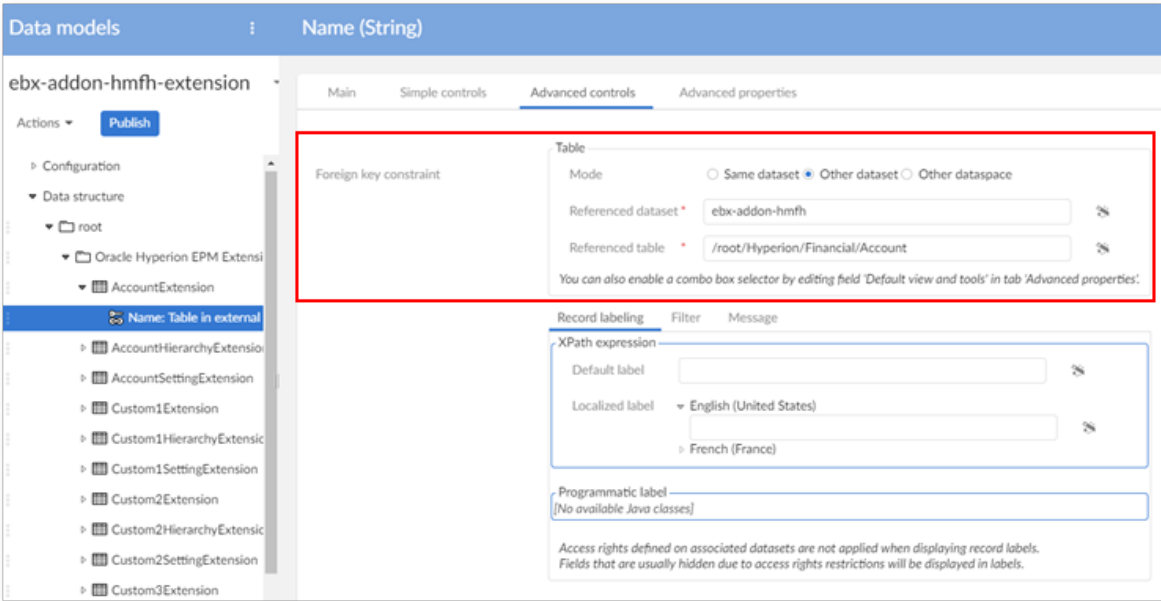 Data models
Name (String)
ebx-addon-hmfh-extension
Actions
Publish
Configuration
Data structure
root
Oracle Hyperion EPM Extensi
AccountExtension
Name: Table in external
AccountHierarchyExtensio
AccountSettingExtension
Custom1Extension
Custom1HierarchyExtensic
Custom1SettingExtension
Custom2Extension
Custom2HierarchyExtensic
Custom2SettingExtension
Custom3Extension
Main Simple controls Advanced controls Advanced properties
Foreign key constraint
Table
Mode Same dataset Other dataset Other dataspace
Referenced dataset * ebx-addon-hmfh
Referenced table * /root/Hyperion/Financial/Account
You can also enable a combo box selector by editing field 'Default view and tools' in tab 'Advanced properties'.
Record labeling Filter Message
XPath expression
Default label
Localized label English (United States)
French (France)
Programmatic label
[No available Java classes]
Access rights defined on associated datasets are not applied when displaying record labels.
Fields that are usually hidden due to access rights restrictions will be displayed in labels.